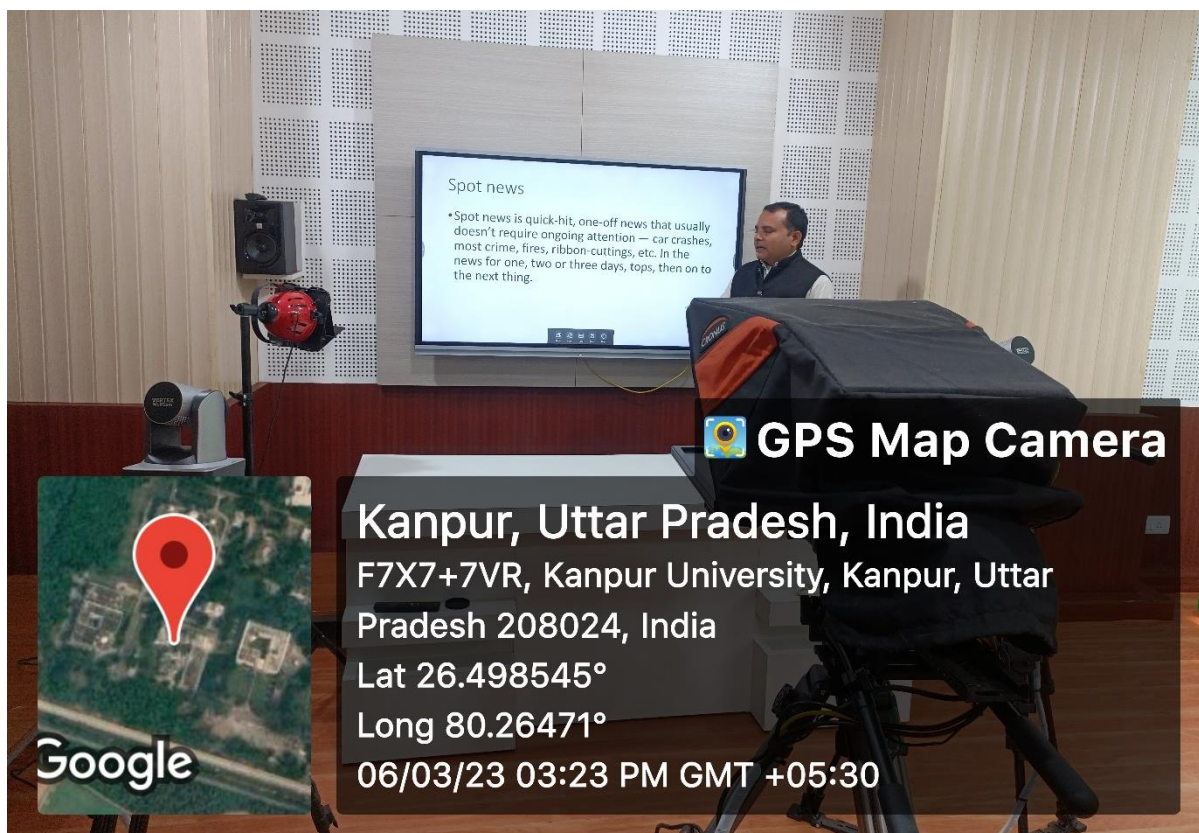 Spot news
•Spot news is quick-hit, one-off news that usually
doesn't require ongoing attention — car crashes,
most crime, fires, ribbon-cuttings, etc. In the
news for one, two or three days, tops, then on to
the next thing.
GPS Map Camera
Kanpur, Uttar Pradesh, India
F7X7+7VR, Kanpur University, Kanpur, Uttar
Pradesh 208024, India
Lat 26.498545°
Long 80.26471°
06/03/23 03:23 PM GMT +05:30
Google